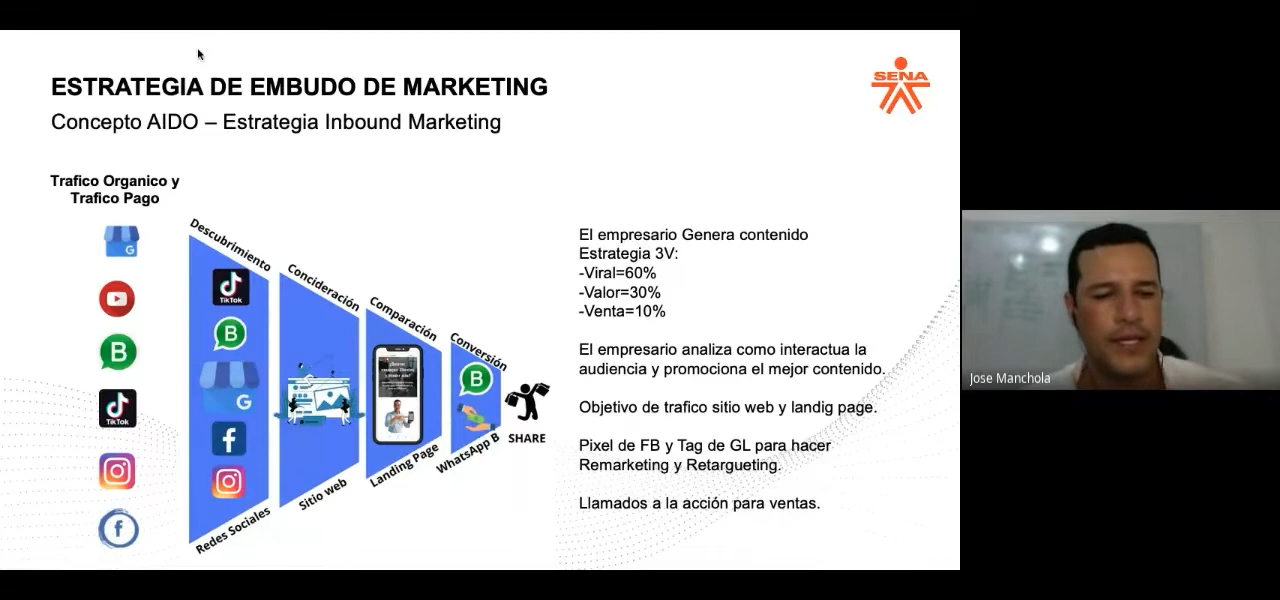 ESTRATEGIA DE EMBUDO DE MARKETING
SENA
Concepto AIDO – Estrategia Inbound Marketing
Trafico Organico y
Trafico Pago
Descubrimiento
Concideración
Comparación
Conversión
G
B
TikTok
TikTok
B
G
B
SHARE
Redes Sociales
Sitio web
Landing Page
WhatsApp B
El empresario Genera contenido
Estrategia 3V:
-Viral=60%
-Valor=30%
-Venta=10%
El empresario analiza como interactua la
audiencia y promociona el mejor contenido.
Objetivo de trafico sitio web y landig page.
Pixel de FB y Tag de GL para hacer
Remarketing y Retargueting.
Llamados a la acción para ventas.
Jose Manchola